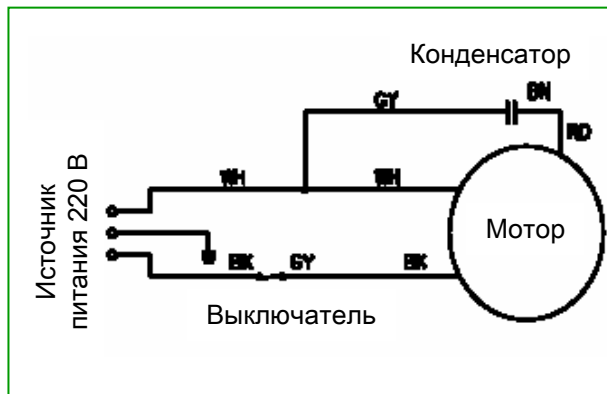 Конденсатор
BN
GY
RD
WH
WH
Источник
питания 220 В
Мотор
BK
GY
BK
Выключатель